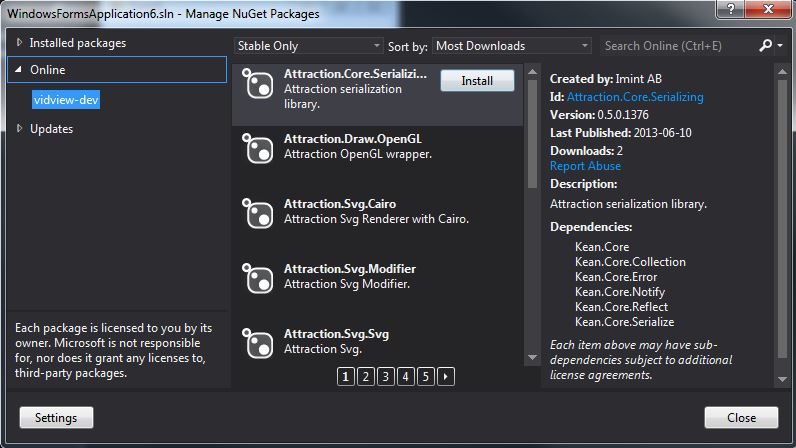 WindowsFormsApplication6.sln - Manage NuGet Packages
Installed packages
Online
vidview-dev
Updates
Each package is licensed to you by its
owner. Microsoft is not responsible
for, nor does it grant any licenses to,
third-party packages.
Settings
Stable Only
Sort by:
Most Downloads
Search Online (Ctrl+E)
Attraction.Core.Serializi...
Install
Attraction serialization
library.
Attraction.Draw.OpenGL
Attraction OpenGL wrapper.
Attraction.Svg.Cairo
Attraction Svg Renderer with Cairo.
Attraction.Svg.Modifier
Attraction Svg Modifier.
Attraction.Svg.Svg
Attraction Svg.
1 2 3 4 5
Created by: Imint AB
Id: Attraction.Core.Serializing
Version: 0.5.0.1376
Last Published: 2013-06-10
Downloads: 2
Report Abuse
Description:
Attraction serialization library.
Dependencies:
Kean.Core
Kean.Core.Collection
Kean.Core.Error
Kean.Core.Notify
Kean.Core.Reflect
Kean.Core.Serialize
Each item above may have sub-
dependencies subject to additional
license agreements.
Close